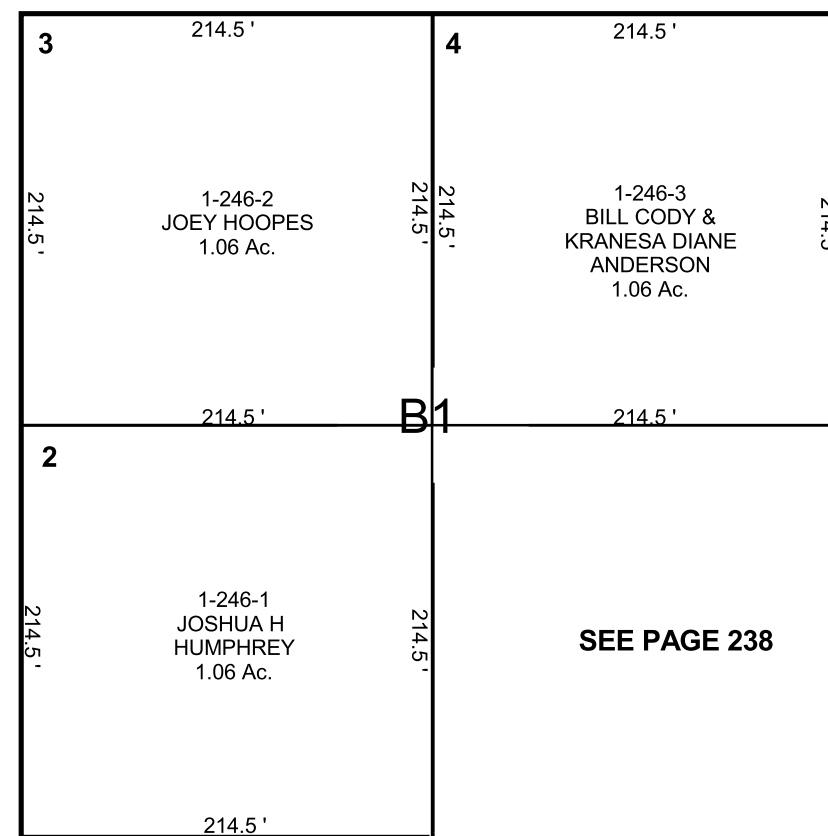 3
214.5 '
4
214.5 '
214.5 '
1-246-2
JOEY HOOPES
1.06 Ac.
214.5 '
214.5 '
1-246-3
BILL CODY &
KRANESA DIANE
ANDERSON
1.06 Ac.
214.5 '
214.5 '
B1
214.5 '
2
214.5 '
1-246-1
JOSHUA H
HUMPHREY
1.06 Ac.
214.5 '
SEE PAGE 238
214.5 '